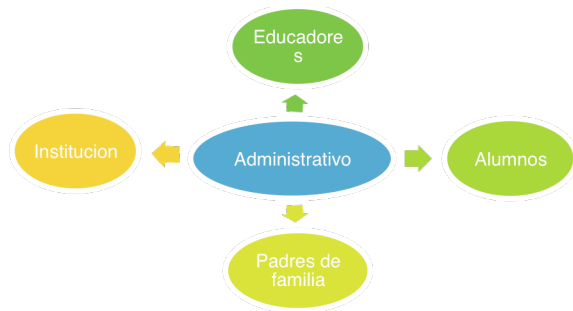 Educadore
s
Institucion
Administrativo
Alumnos
Padres de
familia